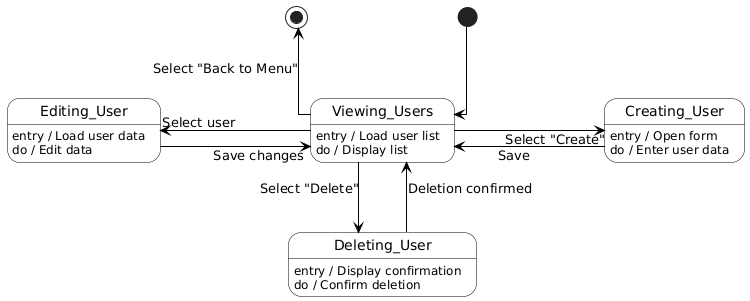 Select "Back to Menu"
Editing_User
entry / Load user data
do / Edit data
Select user
Save changes
Viewing_Users
entry / Load user list
do / Display list
Creating_User
entry / Open form
do / Enter user data
Select "Create"
Save
Select "Delete"
Deletion confirmed
Deleting_User
entry / Display confirmation
do / Confirm deletion